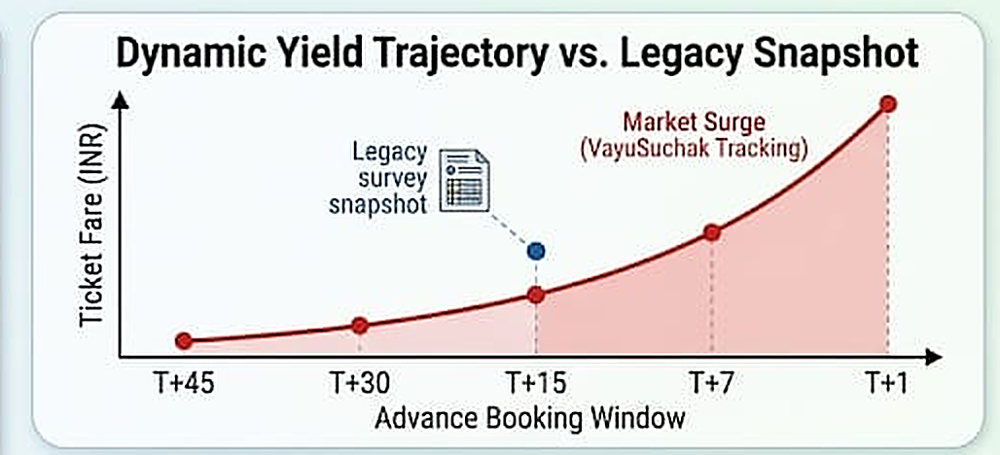 Dynamic Yield Trajectory vs. Legacy Snapshot
Ticket Fare (INR)
Legacy
survey
snapshot
Market Surge
(VayuSuchak Tracking)
T+45
T+30
T+15
T+7
T+1
Advance Booking Window